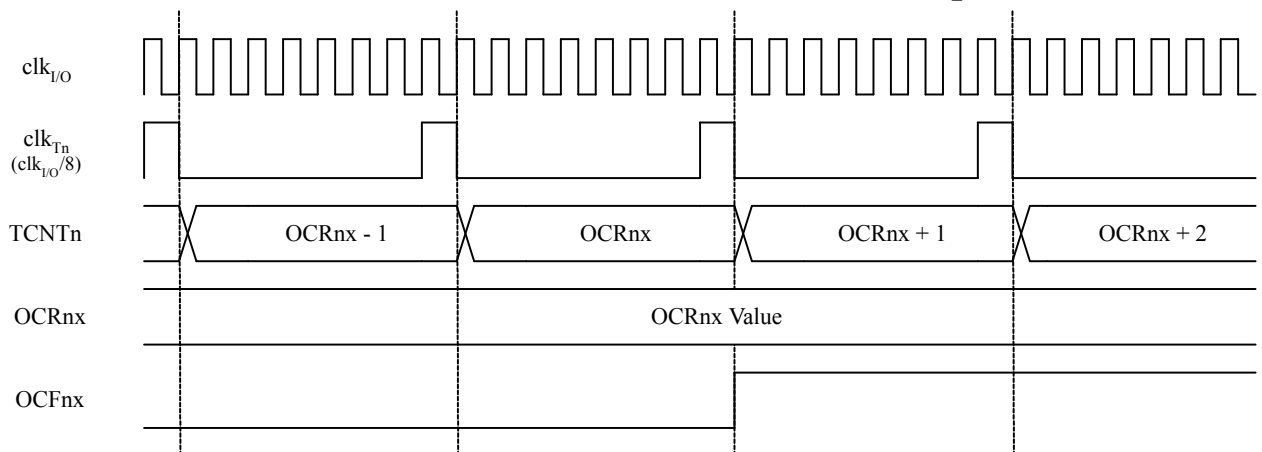 clkI/O
clkTn
(clkI/O/8)
TCNTn
OCRnx - 1
OCRnx
OCRnx + 1
OCRnx + 2
OCRnx
OCRnx Value
OCFnx